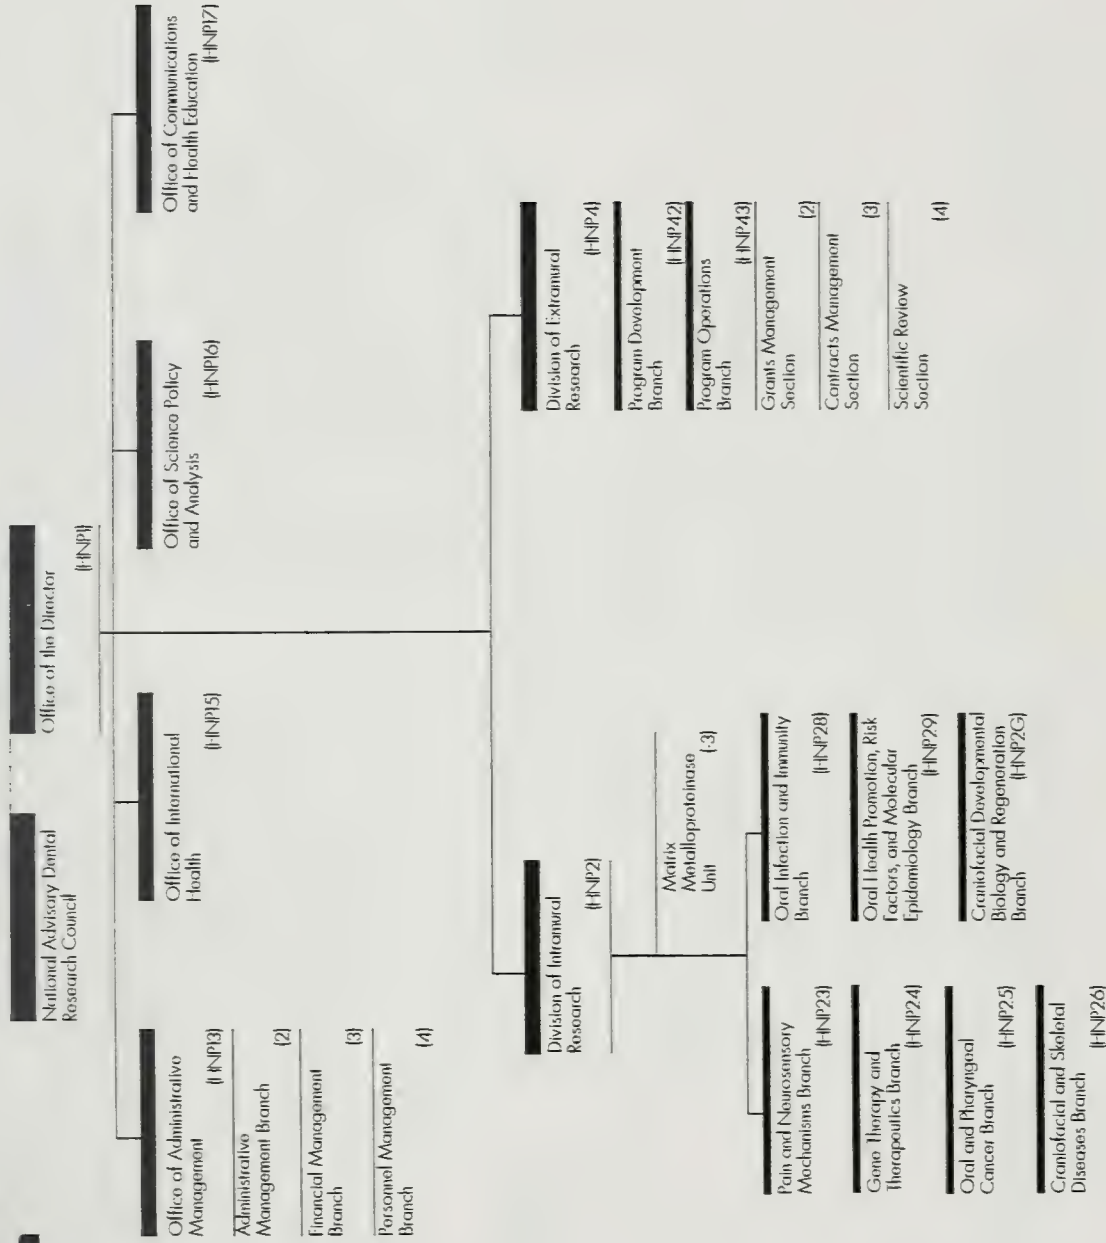 National Advisory Dental
Research Council
Office of the Director
(HNP1)
Office of Administrative
Management
(HNP13)
Administrative
Management Branch
(2)
Financial Management
Branch
(3)
Personnel Management
Branch
(4)
Office of International
Health
(HNP15)
Office of Science Policy
and Analysis
(HNP16)
Office of Communications
and Health Education
(HNP17)
Division of Intramural
Research
(HNP2)
Matrix
Metalloproteinase
Unit
(-3)
Pain and Neurosensory
Mechanisms Branch
(HNP23)
Gene Therapy and
Therapeutics Branch
(HNP24)
Oral and Pharyngeal
Cancer Branch
(HNP25)
Craniofacial and Skeletal
Diseases Branch
(HNP26)
Oral Infection and Immunity
Branch
(HNP28)
Oral Health Promotion, Risk
Factors, and Molecular
Epidemiology Branch
(HNP29)
Craniofacial Developmental
Biology and Regeneration
Branch
(HNP2G)
Division of Extramural
Research
(HNP4)
Program Development
Branch
(HNP42)
Program Operations
Branch
(HNP43)
Grants Management
Section
(2)
Contracts Management
Section
(3)
Scientific Review
Section
(4)